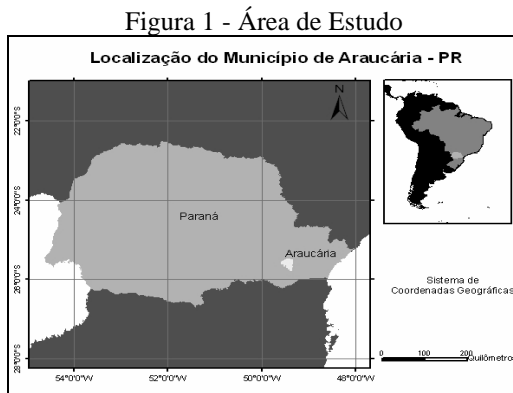 Figura 1 - Área de Estudo
Localização do Município de Araucária - PR
N
22°0'0"S
24°0'0"S
26°0'0"S
28°0'0"S
Paraná
Araucária
54°0'0"W
52°0'0"W
50°0'0"W
48°0'0"W
Sistema de
Coordenadas Geográficas
0 100 200
Quilômetros